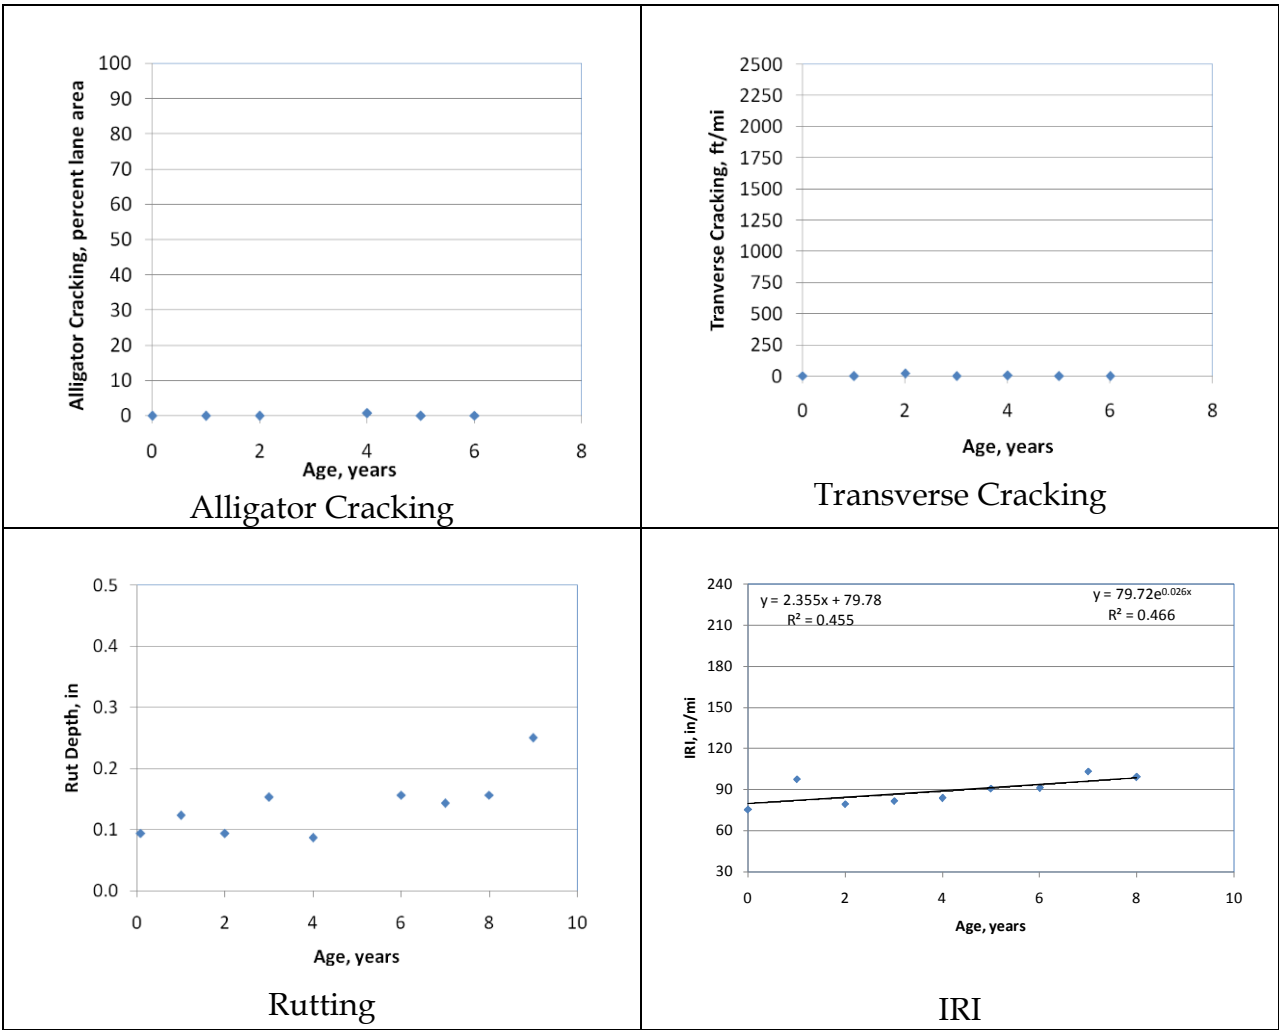 100
90
80
70
60
50
40
30
20
10
0
Alligator Cracking, percent lane area
0 2 4 6 8
Age, years
Alligator Cracking
2500
2250
2000
1750
1500
1250
1000
750
500
250
0
Tranverse Cracking, ft/mi
0 2 4 6 8
Age, years
Transverse Cracking
0.5
0.4
0.3
0.2
0.1
0.0
Rut Depth, in
0 2 4 6 8 10
Age, years
Rutting
240
210
180
150
120
90
60
30
IRI, in/mi
y = 2.355x + 79.78
R² = 0.455
y = 79.72e^0.026x
R² = 0.466
0 2 4 6 8 10
Age, years
IRI